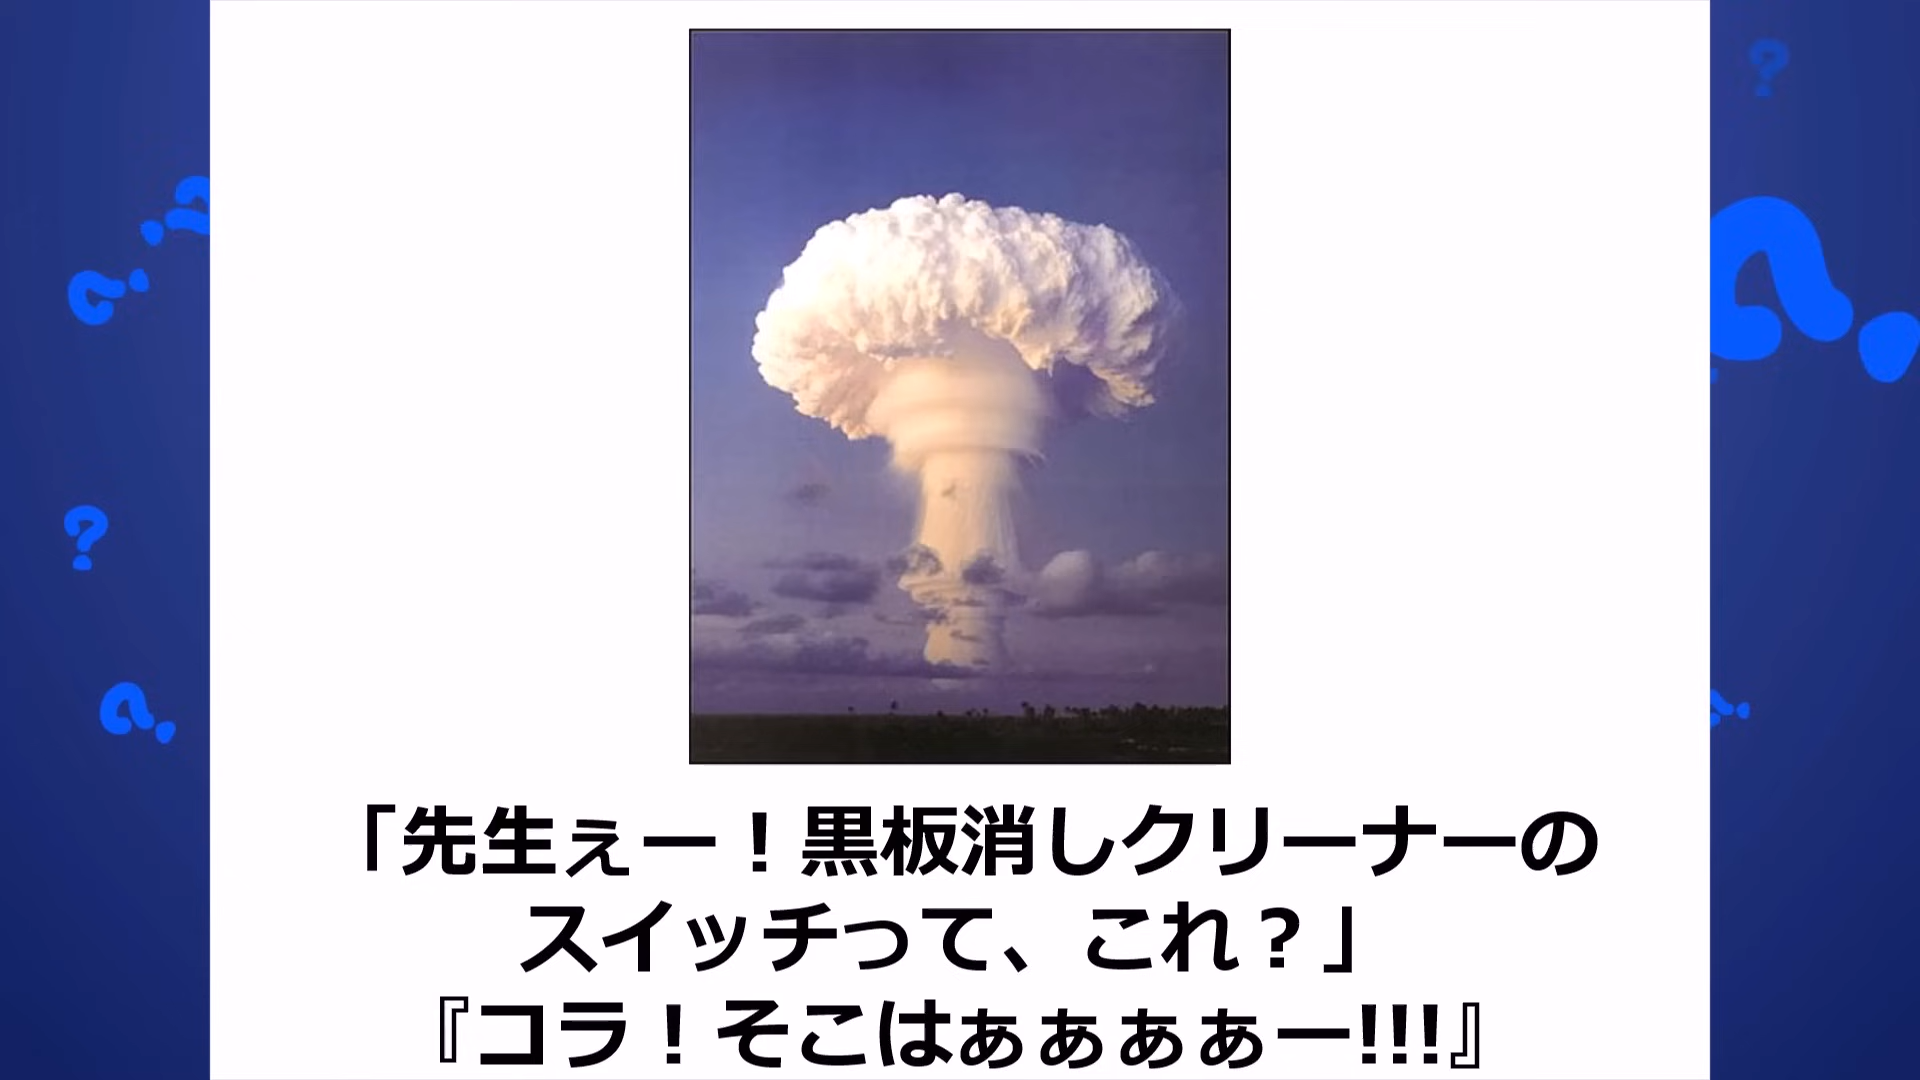 「先生ぇー！黒板消しクリーナーの
スイッチって、これ？」
『コラ！そこはぁぁぁぁー!!!』